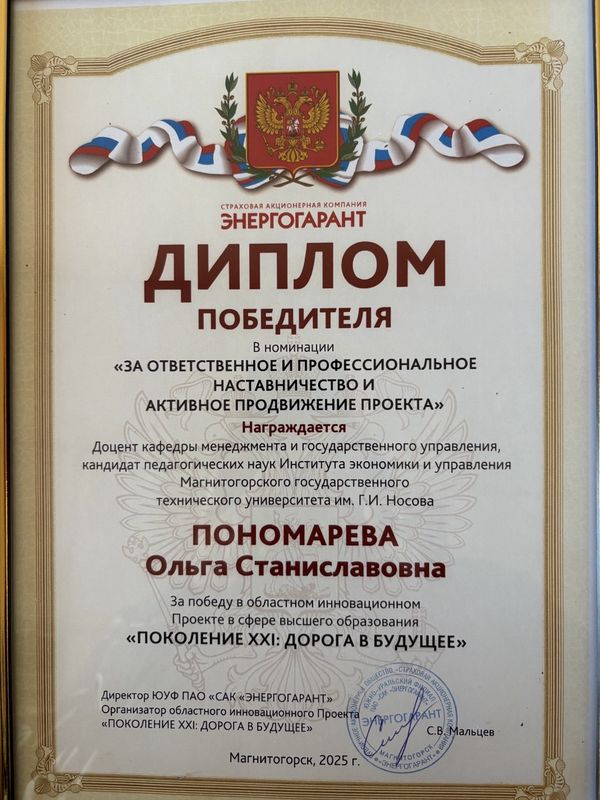 СТРАХОВАЯ АКЦИОНЕРНАЯ КОМПАНИЯ
ЭНЕРГОГАРАНТ
ДИПЛОМ
ПОБЕДИТЕЛЯ
В номинации
«ЗА ОТВЕТСТВЕННОЕ И ПРОФЕССИОНАЛЬНОЕ
НАСТАВНИЧЕСТВО И
АКТИВНОЕ ПРОДВИЖЕНИЕ ПРОЕКТА»
Награждается
Доцент кафедры менеджмента и государственного управления,
кандидат педагогических наук Института экономики и управления
Магнитогорского государственного
технического университета им. Г.И. Носова
ПОНОМАРЕВА
Ольга Станиславовна
За победу в областном инновационном
Проекте в сфере высшего образования
«ПОКОЛЕНИЕ XXI: ДОРОГА В БУДУЩЕЕ»
Директор ЮУФ ПАО «САК «ЭНЕРГОГАРАНТ»
Организатор областного инновационного Проекта
«ПОКОЛЕНИЕ XXI: ДОРОГА В БУДУЩЕЕ»
С.В. Мальцев
ЭНЕРГОГАРАНТ
МАГНИТОГОРСК
Магнитогорск, 2025 г.